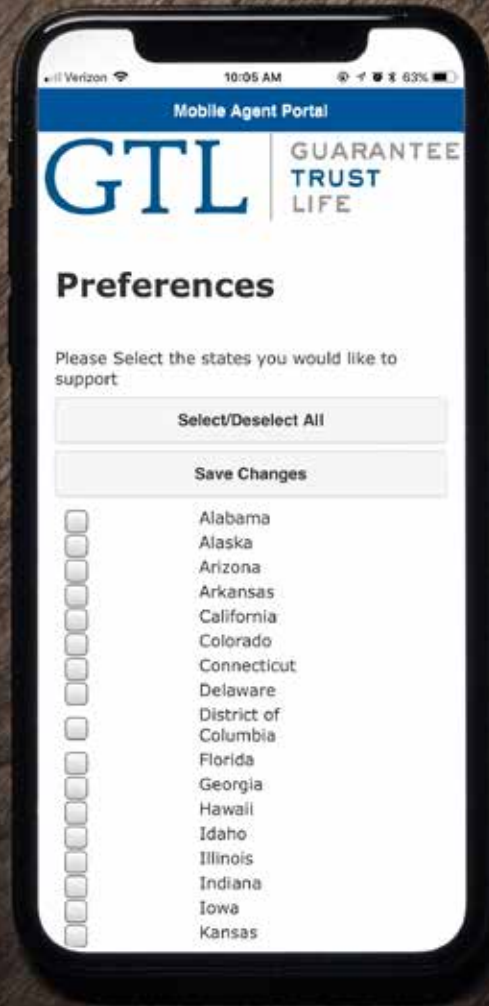 Verizon 10:05 AM 63%
Mobile Agent Portal
GTL
GUARANTEE
TRUST
LIFE
Preferences
Please Select the states you would like to
support
Select/Deselect All
Save Changes
Alabama
Alaska
Arizona
Arkansas
California
Colorado
Connecticut
Delaware
District of
Columbia
Florida
Georgia
Hawaii
Idaho
Illinois
Indiana
Iowa
Kansas